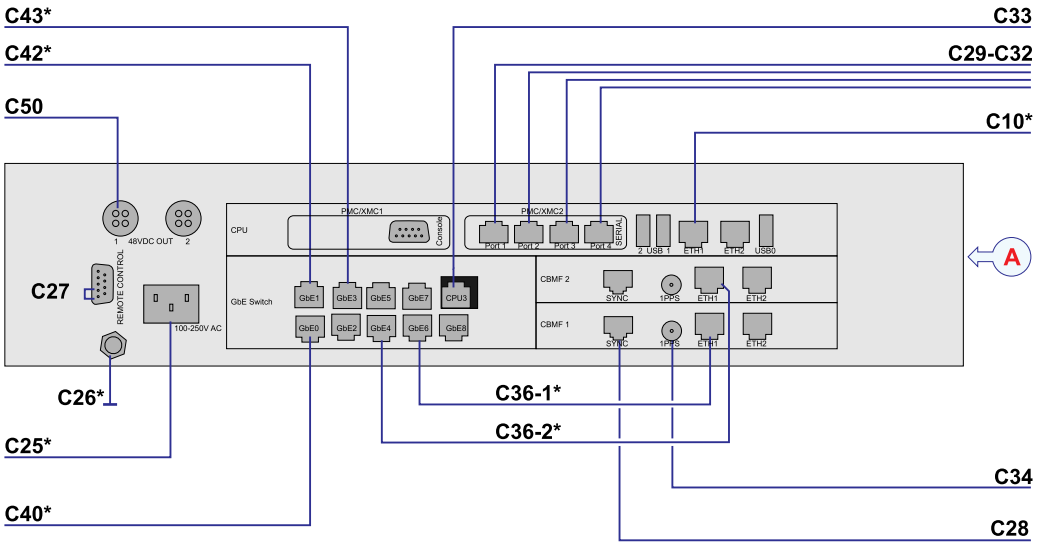 C43*
C33
C42*
C29-C32
C50
C10*
PMC/XMC1
PMC/XMC2
CPU
Console
Port 1 Port 2 Port 3 Port 4
SERIAL
2 USB 1
ETH1
ETH2
USB0
1 48VDC OUT 2
A
C27
REMOTE CONTROL
100-250V AC
GbE Switch
GbE1 GbE3 GbE5 GbE7 CPU3
GbE0 GbE2 GbE4 GbE6 GbE8
CBMF 2
SYNC 1PPS ETH1 ETH2
CBMF 1
SYNC 1PPS ETH1 ETH2
C26*
C36-1*
C36-2*
C25*
C34
C40*
C28